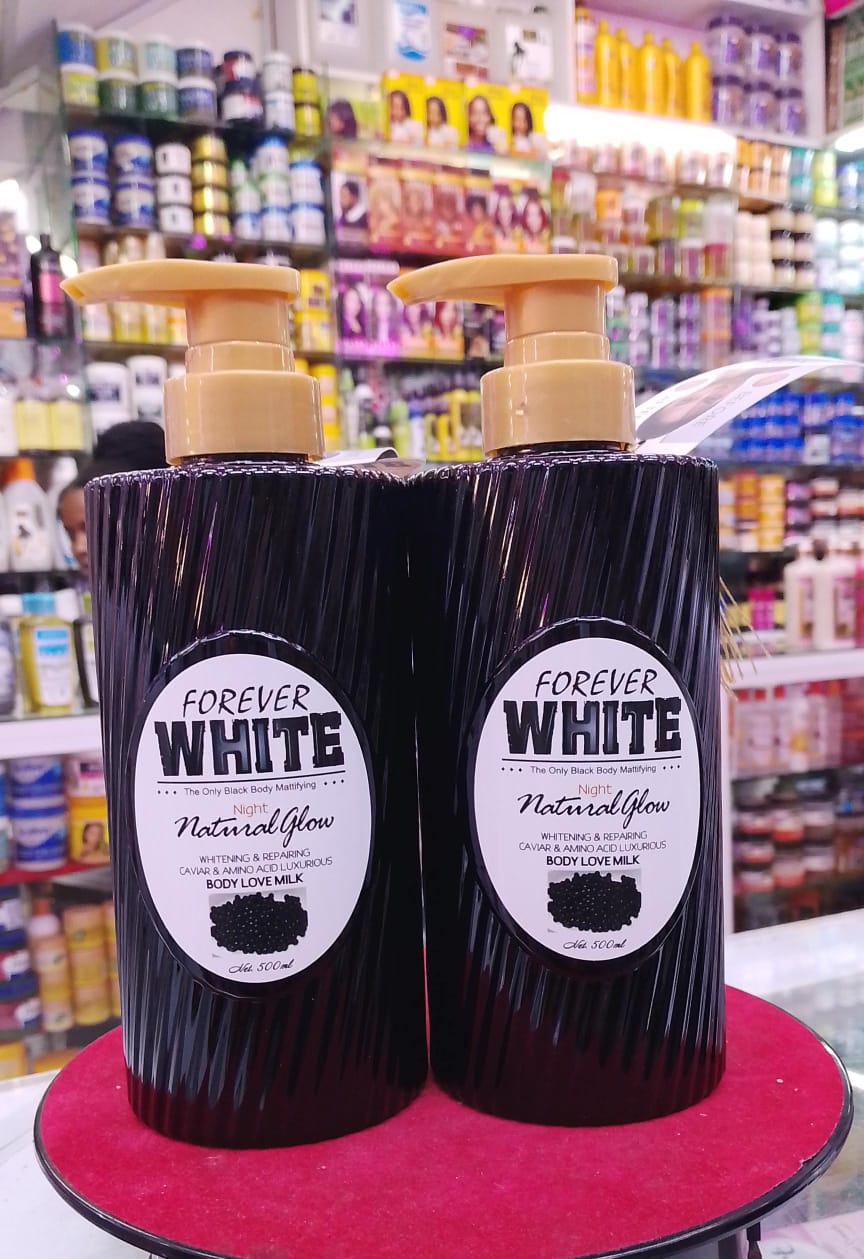 FOREVER
WHITE
The Only Black Body Mattifying
Night
Natural Glow
WHITENING & REPAIRING
CAVIAR & AMINO ACID LUXURIOUS
BODY LOVE MILK
Net. 500ml
FOREVER
WHITE
The Only Black Body Mattifying
Night
Natural Glow
WHITENING & REPAIRING
CAVIAR & AMINO ACID LUXURIOUS
BODY LOVE MILK
Net. 500ml
BEFORE